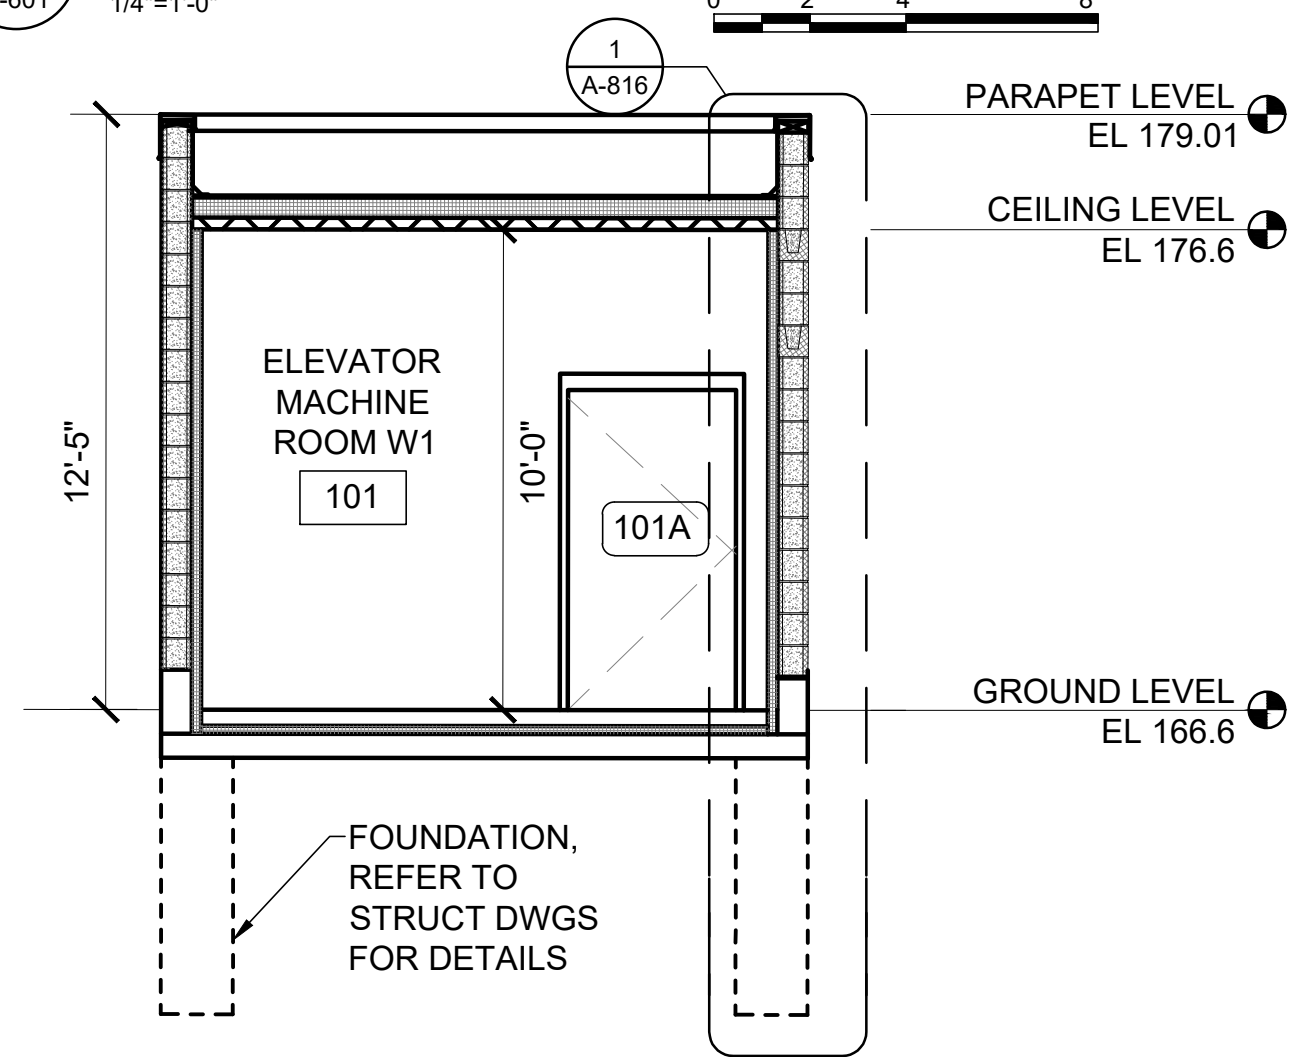 1/4"=1'-0"
0 2 4 8
1
A-816
PARAPET LEVEL
EL 179.01
CEILING LEVEL
EL 176.6
ELEVATOR
MACHINE
ROOM W1
101
12'-5"
10'-0"
101A
GROUND LEVEL
EL 166.6
FOUNDATION,
REFER TO
STRUCT DWGS
FOR DETAILS